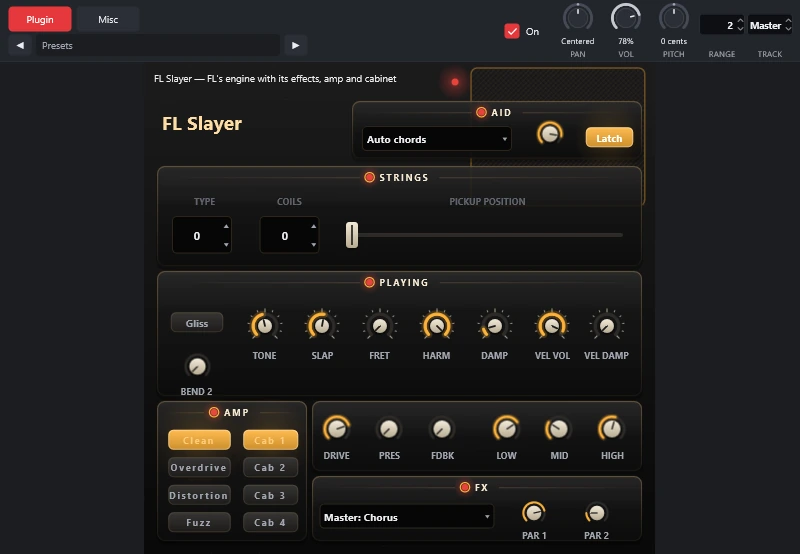 Plugin Misc
Presets
On
Centered 78% 0 cents 2 Master
PAN VOL PITCH RANGE TRACK
FL Slayer — FL's engine with its effects, amp and cabinet
FL Slayer
AID
Auto chords Latch
STRINGS
TYPE COILS PICKUP POSITION
0 0
PLAYING
Gliss
TONE SLAP FRET HARM DAMP VEL VOL VEL DAMP
BEND 2
AMP
Clean Cab 1
Overdrive Cab 2
Distortion Cab 3
Fuzz Cab 4
DRIVE PRES FDBK LOW MID HIGH
FX
Master: Chorus
PAR 1 PAR 2